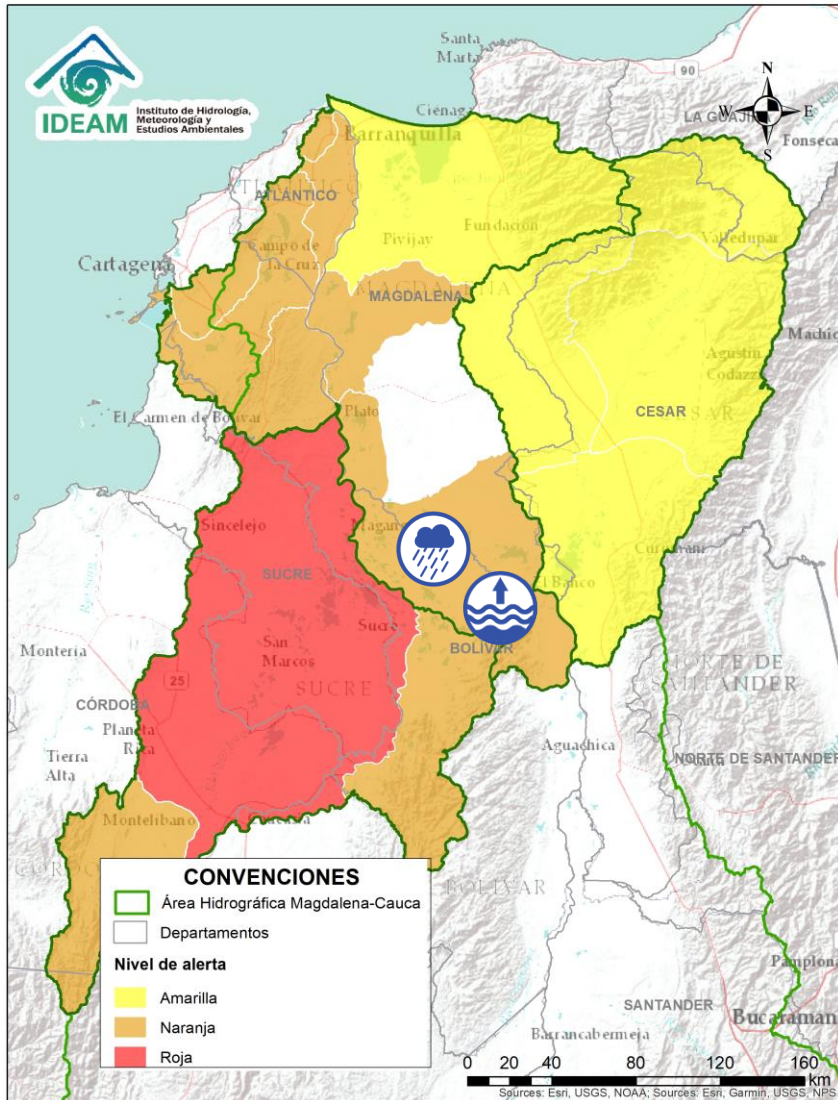 IDEAM
Instituto de Hidrología,
Meteorología y
Estudios Ambientales
Santa
Marta
90
N
W
E
S
Ciénaga
LA GUAJIRA
Fonseca
Barranquilla
ATLÁNTICO
Pivijay
Fundación
Valledupar
Cartagena
Campo de
la Cruz
MAGDALENA
Agustín
Codazzi
El Carmen de Bolívar
Plato
CESAR
Sincelejo
SUCRE
El Banco
Sucre
Montería
San
Marcos
BOLÍVAR
25
SUCRE
NORTE DE
SANTANDER
CÓRDOBA
Planeta
Rica
Tierra
Alta
Aguachica
NORTE DE SANTANDER
Montelibano
BOLÍVAR
CONVENCIONES
Área Hidrográfica Magdalena-Cauca
Departamentos
Nivel de alerta
Amarilla
Naranja
Roja
Pamplona
SANTANDER
Bucaraman
Barrancabermeja
0 20 40 80 120 160
km
Sources: Esri, USGS, NOAA; Sources: Esri, Garmin, USGS, NPS